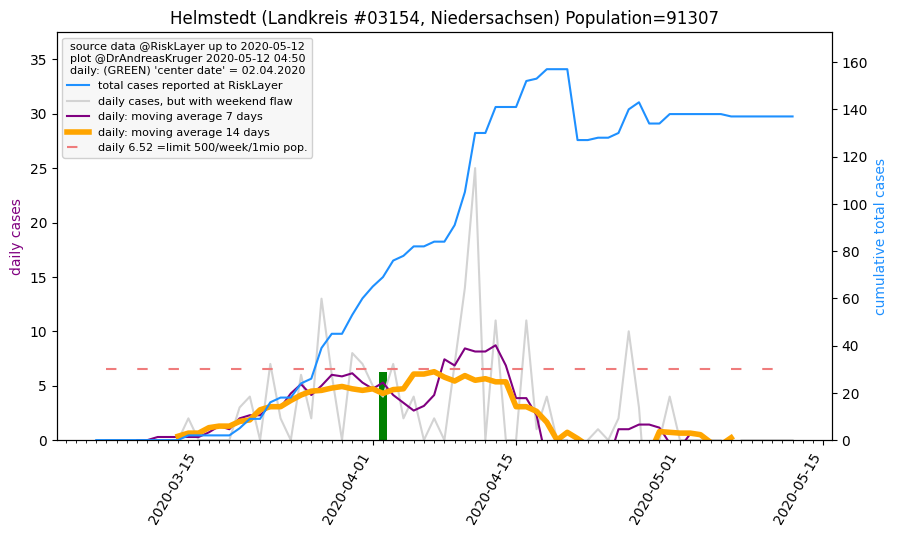 Helmstedt (Landkreis #03154, Niedersachsen) Population=91307
source data @RiskLayer up to 2020-05-12
plot @DrAndreasKruger 2020-05-12 04:50
daily: (GREEN) 'center date' = 02.04.2020
total cases reported at RiskLayer
daily cases, but with weekend flaw
daily: moving average 7 days
daily: moving average 14 days
daily 6.52 =limit 500/week/1mio pop.
daily cases
35
30
25
20
15
10
5
0
160
140
120
100
80
60
40
20
0
cumulative total cases
2020-03-15
2020-04-01
2020-04-15
2020-05-01
2020-05-15